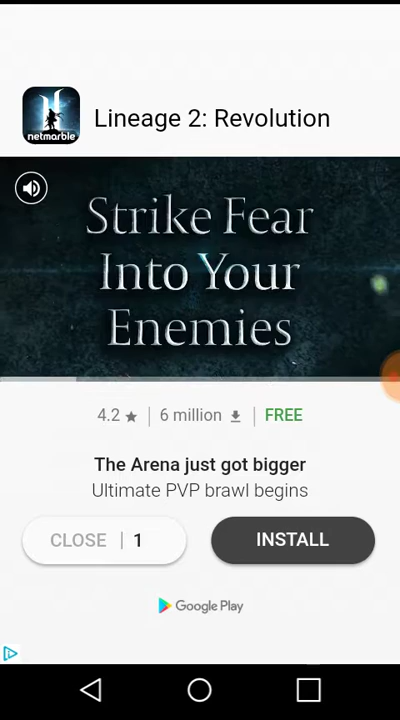 netmarble
Lineage 2: Revolution
Strike Fear
Into Your
Enemies
4.2 ★ | 6 million | FREE
The Arena just got bigger
Ultimate PVP brawl begins
CLOSE | 1
INSTALL
Google Play